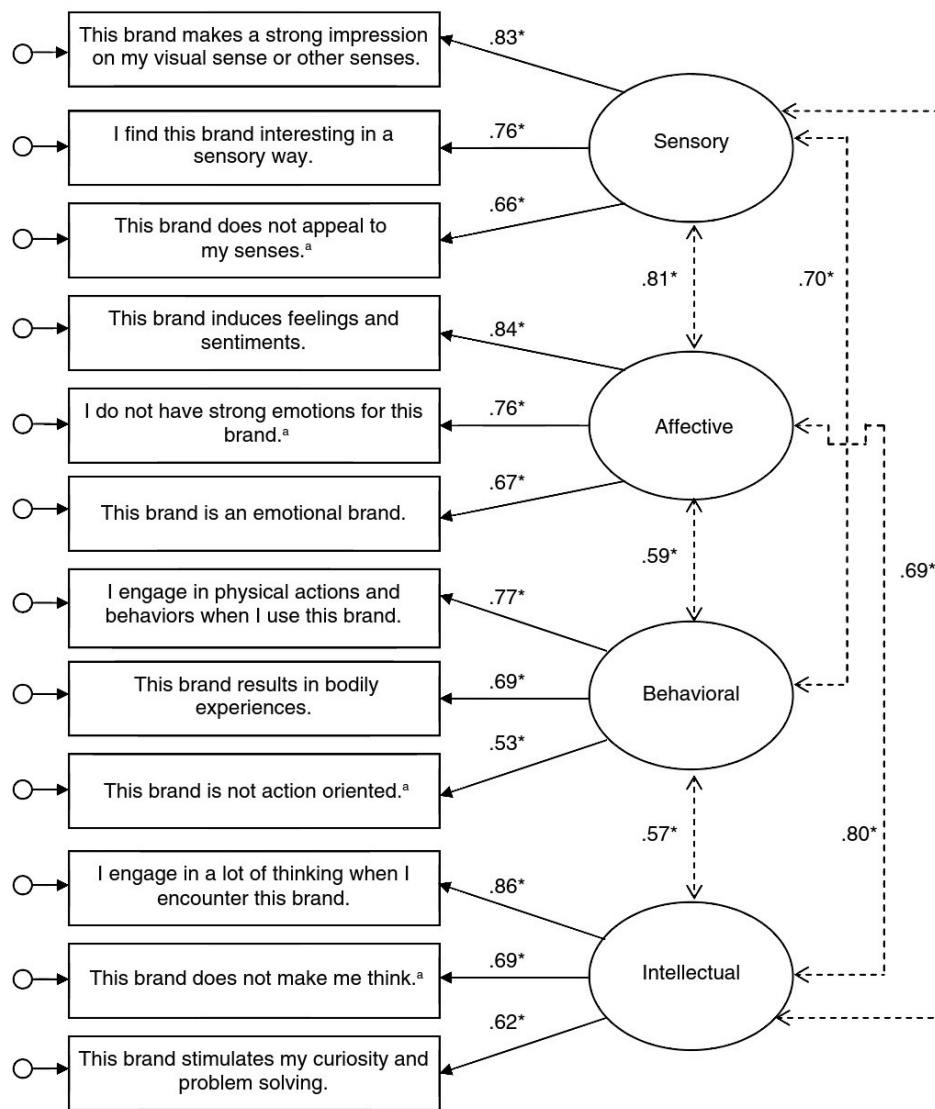 This brand makes a strong impression
on my visual sense or other senses.
.83*
I find this brand interesting in a
sensory way.
.76*
Sensory
.66*
This brand does not appeal to
my senses.ᵃ
.81*
.70*
This brand induces feelings and
sentiments.
.84*
I do not have strong emotions for this
brand.ᵃ
.76*
Affective
.67*
This brand is an emotional brand.
.59*
.69*
I engage in physical actions and
behaviors when I use this brand.
.77*
This brand results in bodily
experiences.
.69*
Behavioral
.53*
This brand is not action oriented.ᵃ
.57*
.80*
I engage in a lot of thinking when I
encounter this brand.
.86*
This brand does not make me think.ᵃ
.69*
Intellectual
.62*
This brand stimulates my curiosity and
problem solving.